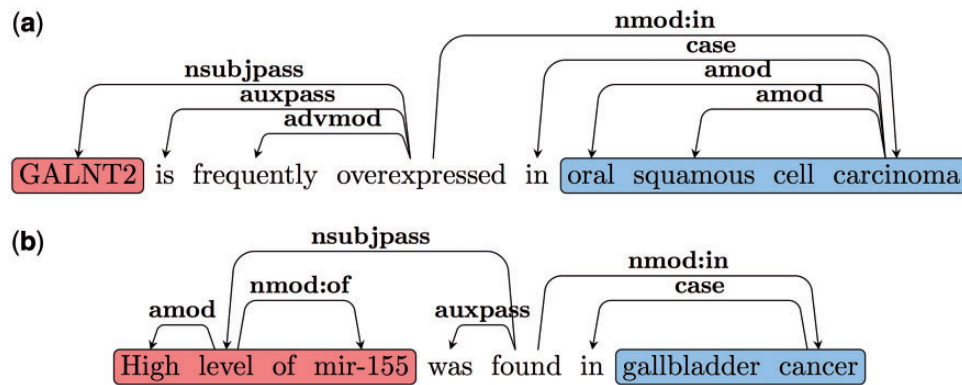 (a)
nmod:in
case
nsubjpass amod
auxpass amod
advmod
GALNT2 is frequently overexpressed in oral squamous cell carcinoma
(b)
nsubjpass
nmod:in
nmod:of case
amod auxpass
High level of mir-155 was found in gallbladder cancer